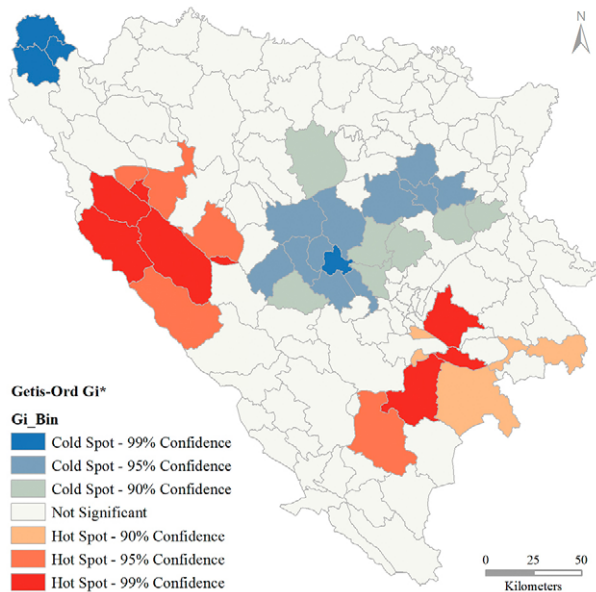 N
Getis-Ord Gi*
Gi_Bin
Cold Spot - 99% Confidence
Cold Spot - 95% Confidence
Cold Spot - 90% Confidence
Not Significant
Hot Spot - 90% Confidence
Hot Spot - 95% Confidence
Hot Spot - 99% Confidence
0 25 50
Kilometers